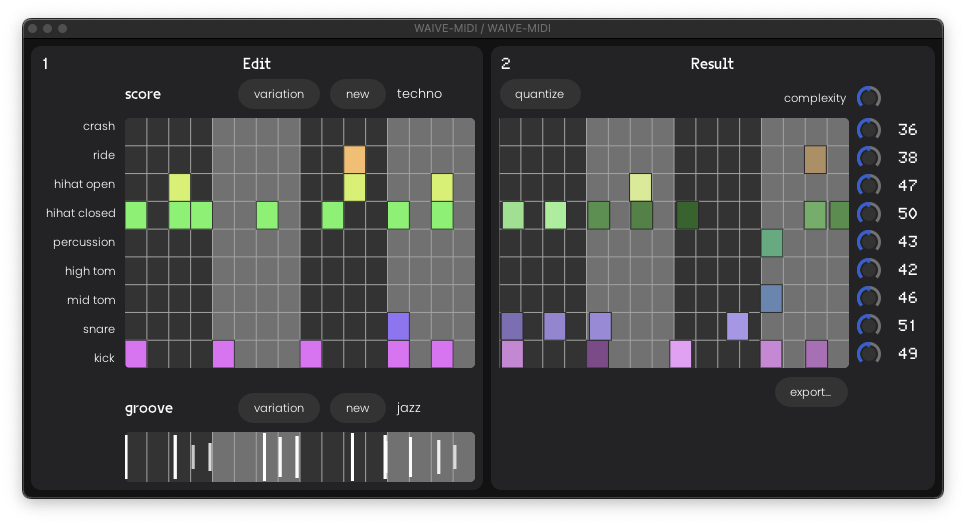 WAIVE-MIDI / WAIVE-MIDI
1 Edit
score variation new techno
crash
ride
hihat open
hihat closed
percussion
high tom
mid tom
snare
kick
groove variation new jazz
2 Result
quantize
complexity
36
38
47
50
43
42
46
51
49
export...